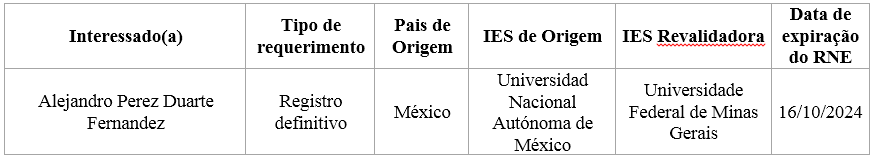 Interessado(a)
Tipo de
requerimento
Pais de
Origem
IES de Origem
IES Revalidadora
Data de
expiração
do RNE
Alejandro Perez Duarte
Fernandez
Registro
definitivo
México
Universidad
Nacional
Autónoma de
México
Universidade
Federal de Minas
Gerais
16/10/2024